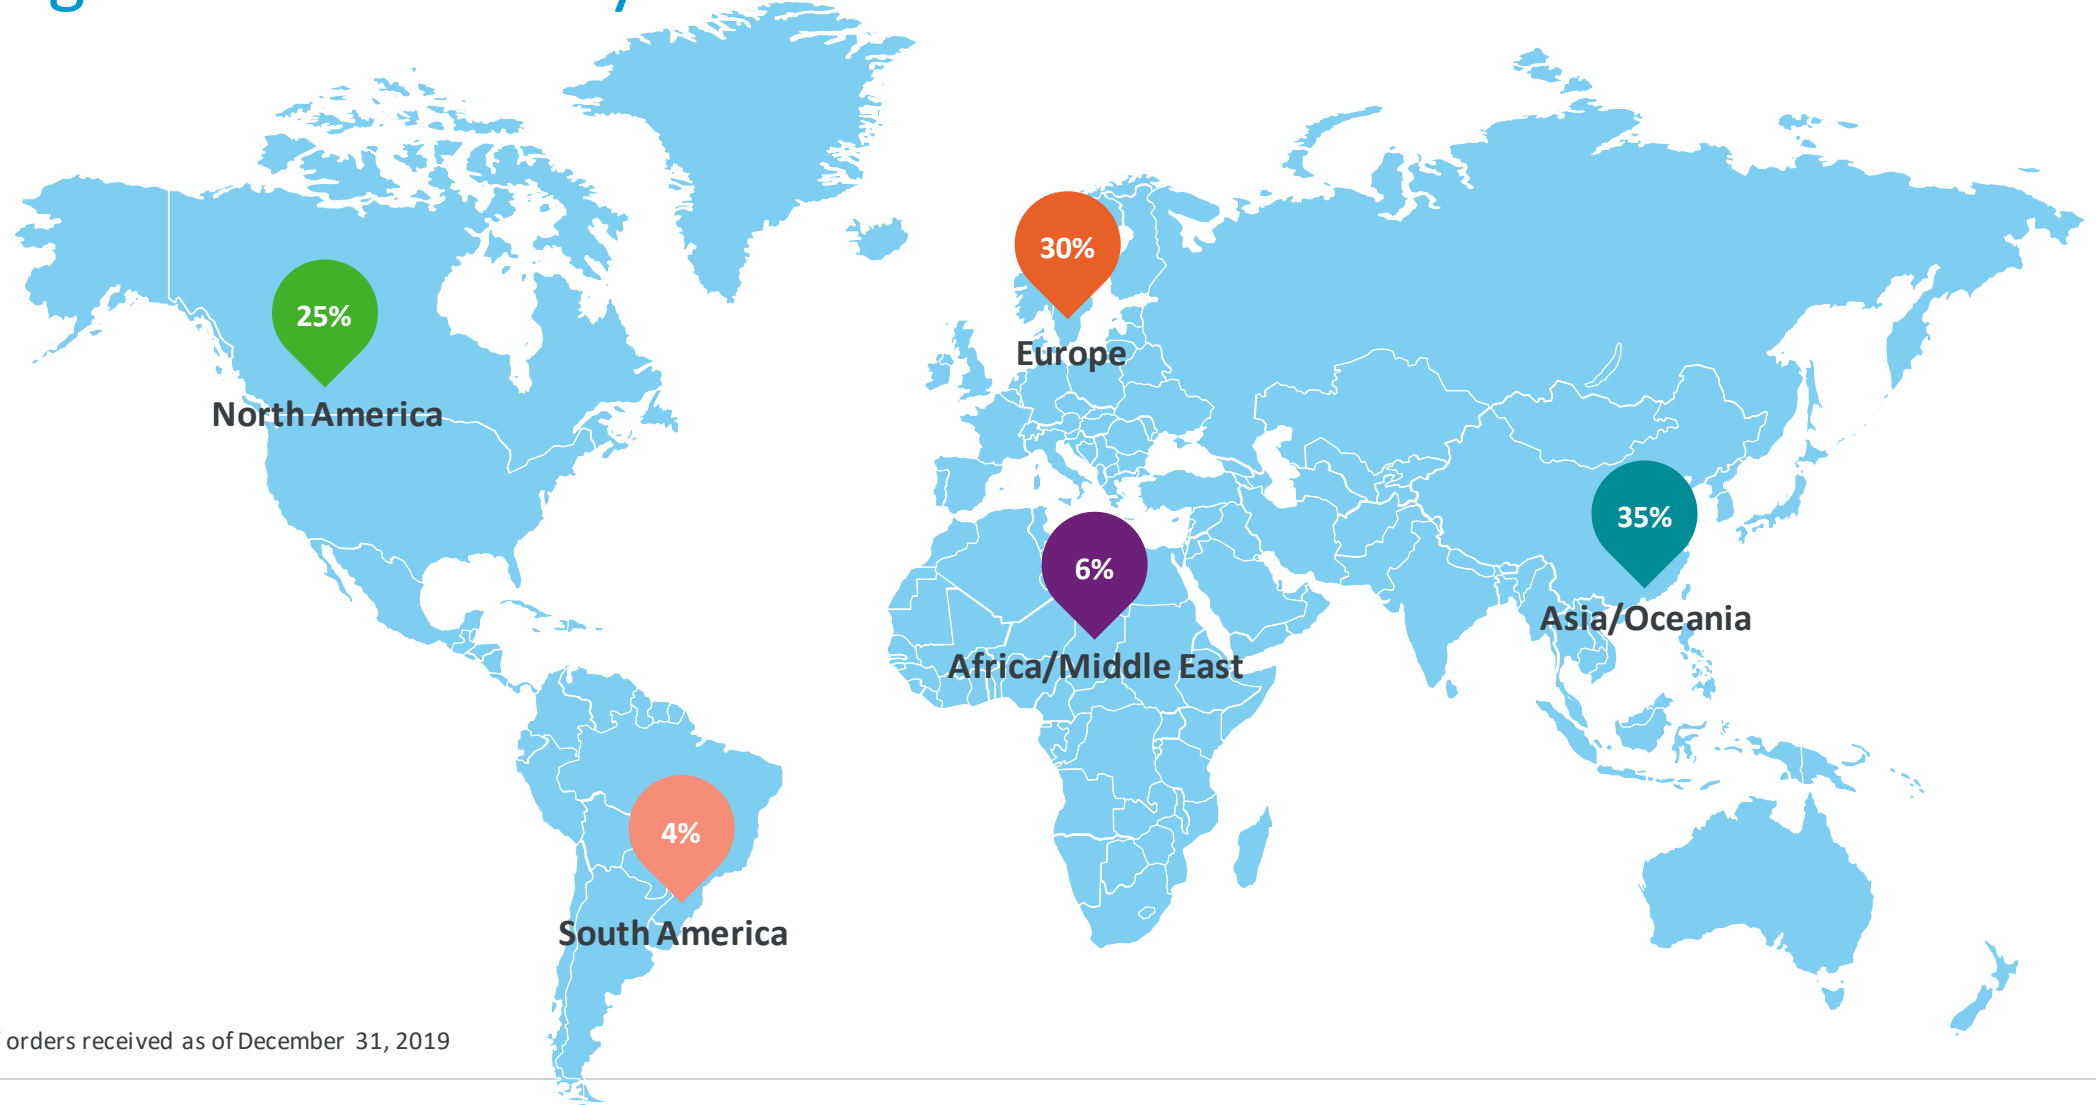 30%
Europe
25%
North America
35%
Asia/Oceania
6%
Africa/Middle East
4%
South America
orders received as of December 31, 2019